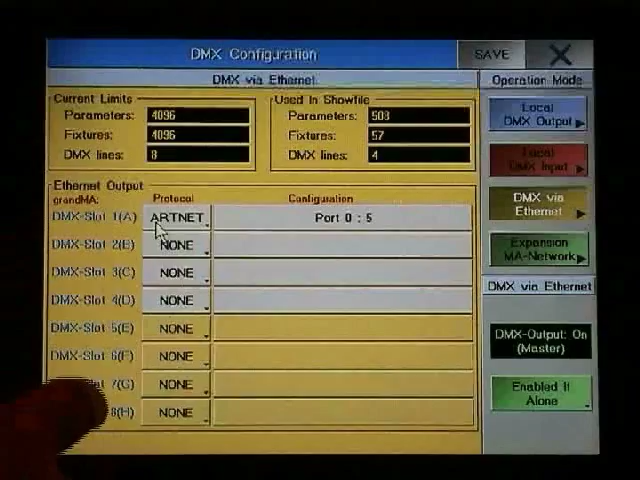 DMX Configuration
SAVE
DMX via Ethernet
Operation Mode
Current Limits
Parameters: 4096
Fixtures: 4096
DMX lines: 8
Used In Showfile
Parameters: 503
Fixtures: 57
DMX lines: 4
Local
DMX Output
Local
DMX Input
DMX via
Ethernet
Expansion
MA-Network
Ethernet Output
grandMA: Protocol Configuration
DMX-Slot 1(A) ARTNET Port 0 : 5
DMX-Slot 2(B) NONE
DMX-Slot 3(C) NONE
DMX-Slot 4(D) NONE
DMX-Slot 5(E) NONE
DMX-Slot 6(F) NONE
7(G) NONE
8(H) NONE
DMX via Ethernet
DMX-Output: On
(Master)
Enabled If
Alone